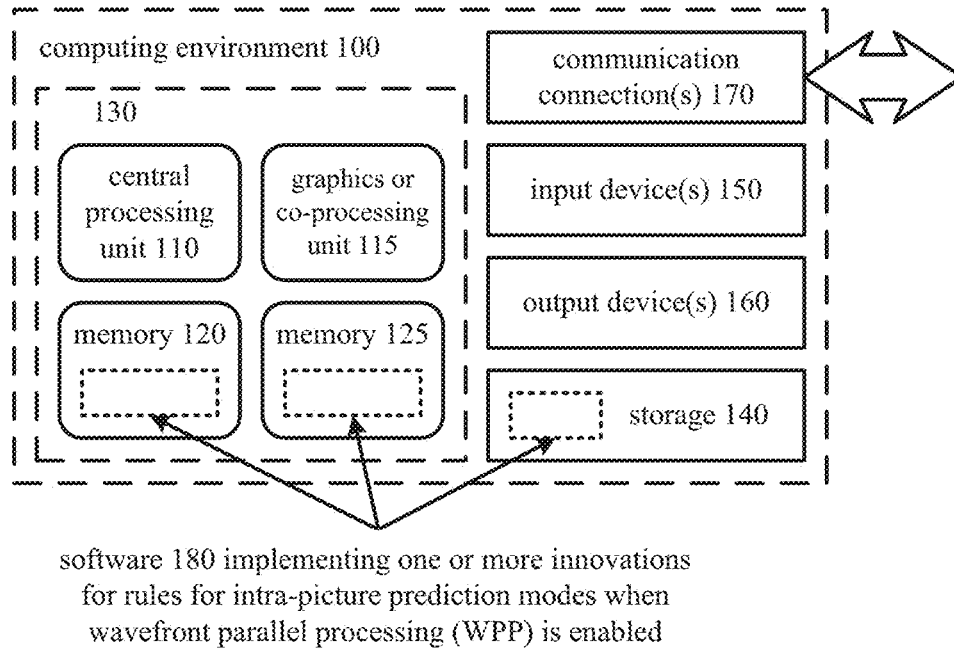 computing environment 100
130
central
processing
unit 110
graphics or
co-processing
unit 115
memory 120
memory 125
communication
connection(s) 170
input device(s) 150
output device(s) 160
storage 140
software 180 implementing one or more innovations
for rules for intra-picture prediction modes when
wavefront parallel processing (WPP) is enabled